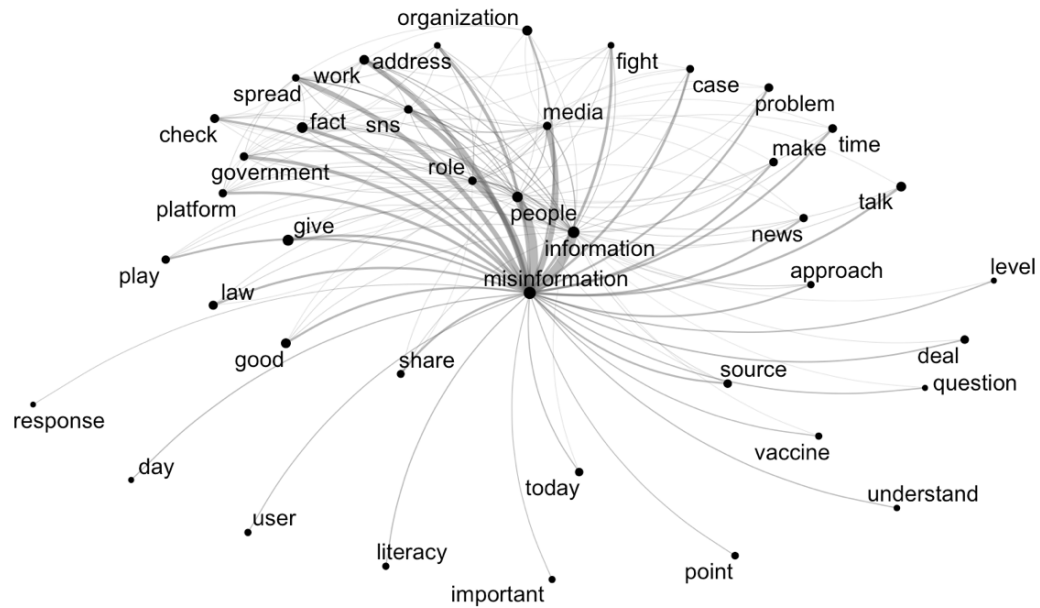 organization
address
fight
work
case
spread
problem
media
fact
sns
check
time
make
role
government
talk
platform
people
give
news
information
play
misinformation
approach
level
law
good
share
source
deal
question
response
vaccine
day
today
understand
user
literacy
important
point